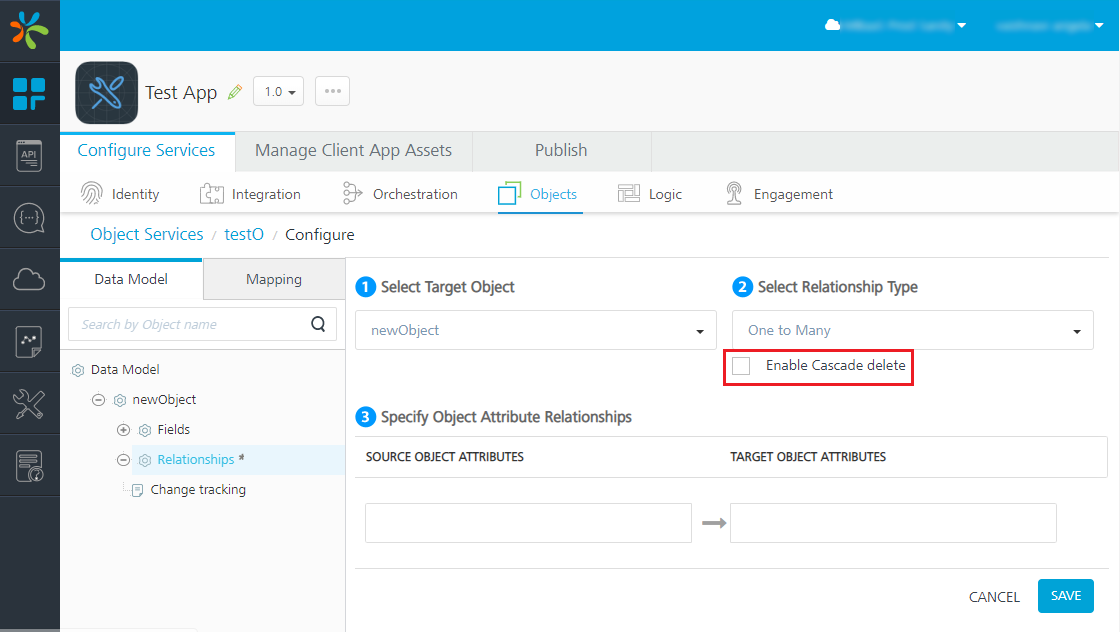 Test App
1.0
Configure Services
Manage Client App Assets
Publish
API
Identity
Integration
Orchestration
Objects
Logic
Engagement
Object Services / testO / Configure
Data Model
Mapping
Search by Object name
Data Model
newObject
Fields
Relationships *
Change tracking
1 Select Target Object
newObject
2 Select Relationship Type
One to Many
Enable Cascade delete
3 Specify Object Attribute Relationships
SOURCE OBJECT ATTRIBUTES
TARGET OBJECT ATTRIBUTES
CANCEL
SAVE